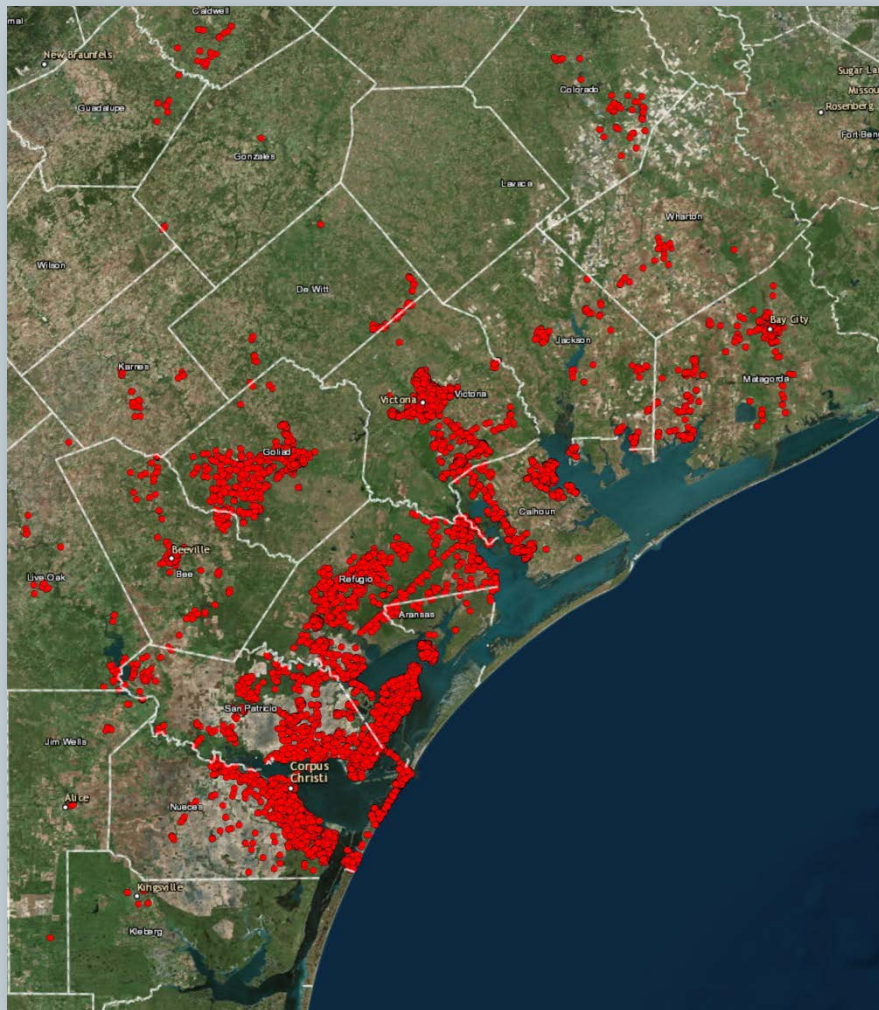 Caldwell
mal
New Braunfels
Sugar La
Colorado
Missou
Guadalupe
Rosenberg
Fort Ben
Gonzales
Lavaca
Wharton
Wilson
De Witt
Bay City
Jackson
Karnes
Matagorda
Victoria
Victoria
Goliad
Calhoun
Beeville
Bee
Live Oak
Refugio
Aransas
San Patricio
Jim Wells
Corpus
Christi
Alice
Nueces
Kingsville
Kleberg